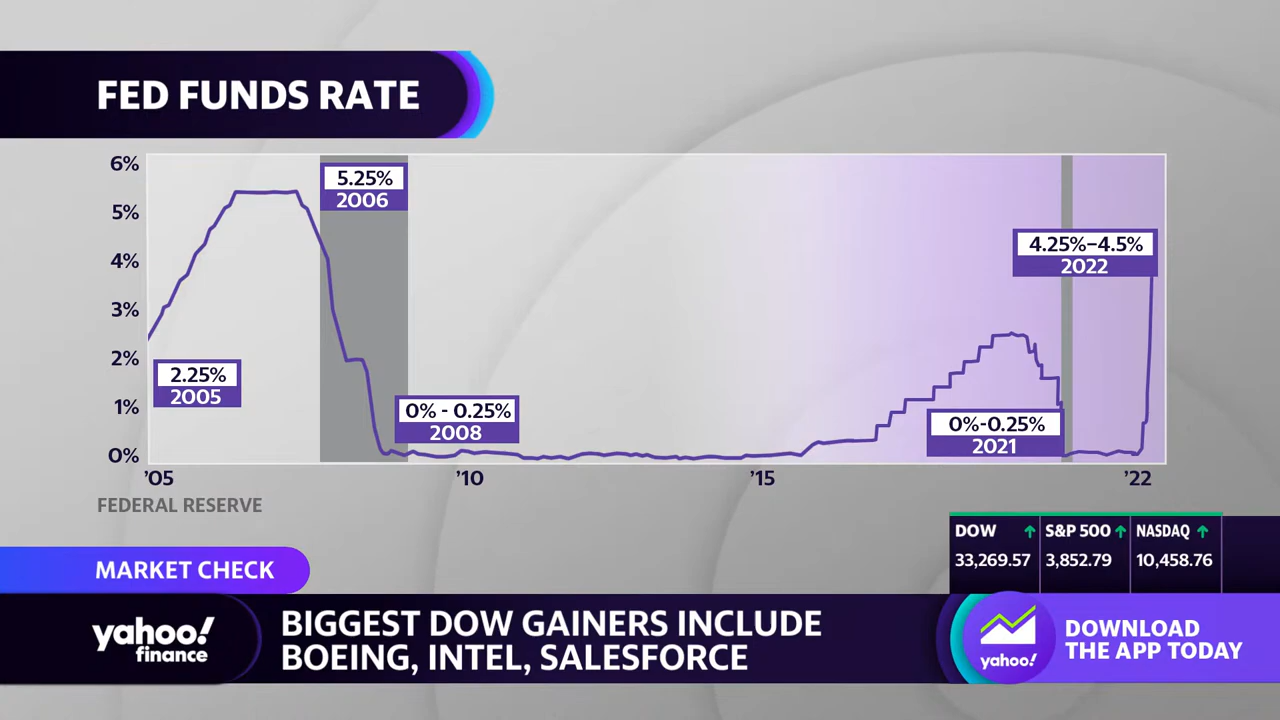 FED FUNDS RATE
6%
5%
4%
3%
2%
1%
0%
5.25%
2006
4.25%–4.5%
2022
2.25%
2005
0% - 0.25%
2008
0%-0.25%
2021
’05
’10
’15
’22
FEDERAL RESERVE
DOW
33,269.57
S&P 500
3,852.79
NASDAQ
10,458.76
MARKET CHECK
yahoo!
finance
BIGGEST DOW GAINERS INCLUDE
BOEING, INTEL, SALESFORCE
yahoo!
DOWNLOAD
THE APP TODAY